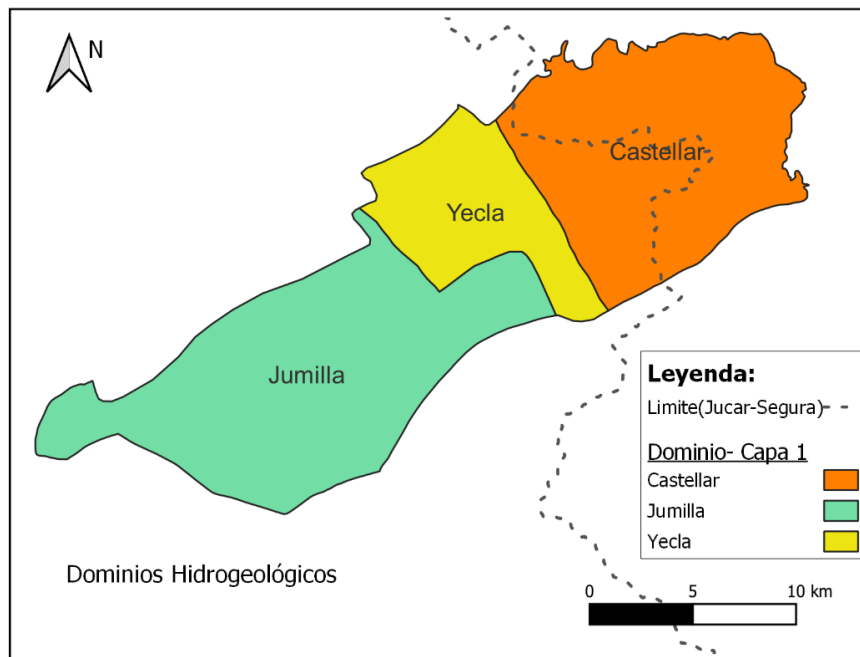 N
Castellar
Yecla
Jumilla
Leyenda:
Limite(Jucar-Segura)
Dominio- Capa 1
Castellar
Jumilla
Yecla
Dominios Hidrogeológicos
0 5 10 km